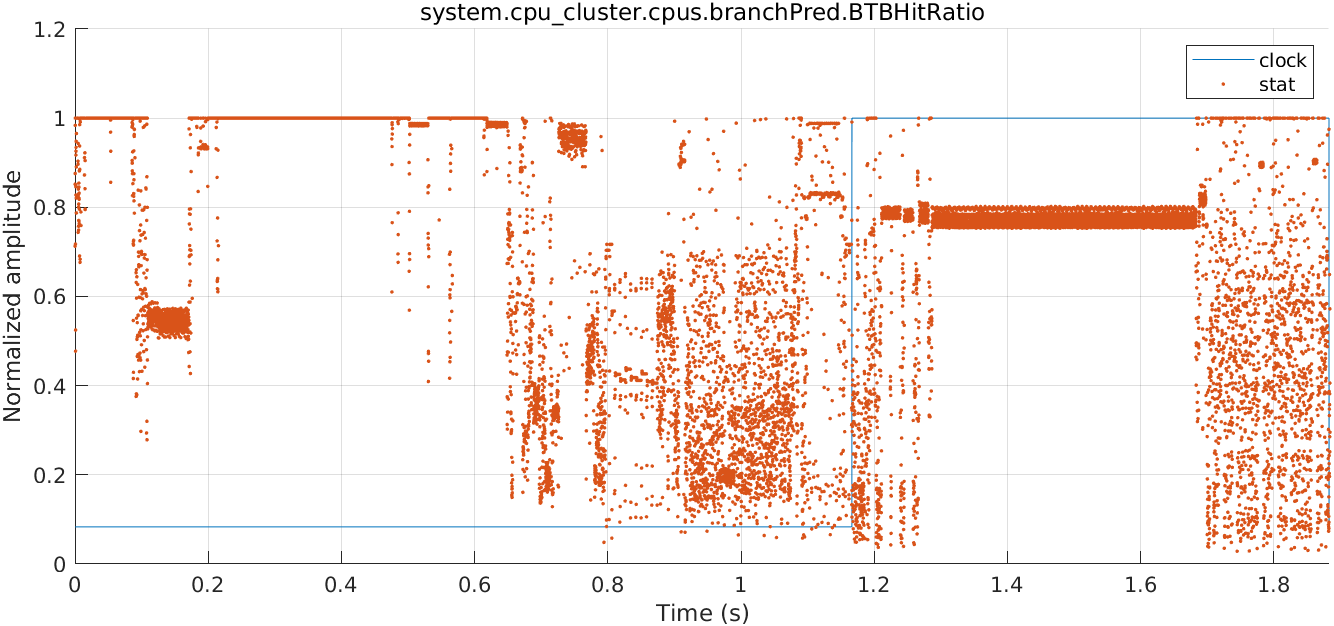 system.cpu_cluster.cpus.branchPred.BTBHitRatio
clock
stat
Normalized amplitude
1.2
1
0.8
0.6
0.4
0.2
0
0 0.2 0.4 0.6 0.8 1 1.2 1.4 1.6 1.8
Time (s)